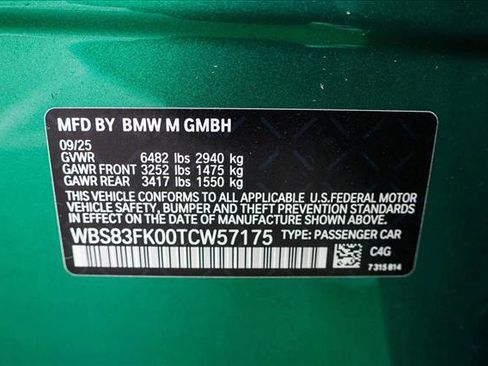 MFD BY BMW M GMBH
09/25
GVWR 6482 lbs 2940 kg
GAWR FRONT 3252 lbs 1475 kg
GAWR REAR 3417 lbs 1550 kg
THIS VEHICLE CONFORMS TO ALL APPLICABLE U.S.FEDERAL MOTOR
VEHICLE SAFETY, BUMPER AND THEFT PREVENTION STANDARDS
IN EFFECT ON THE DATE OF MANUFACTURE SHOWN ABOVE.
WBS83FK00TCW57175 TYPE: PASSENGER CAR
C4G
7315814